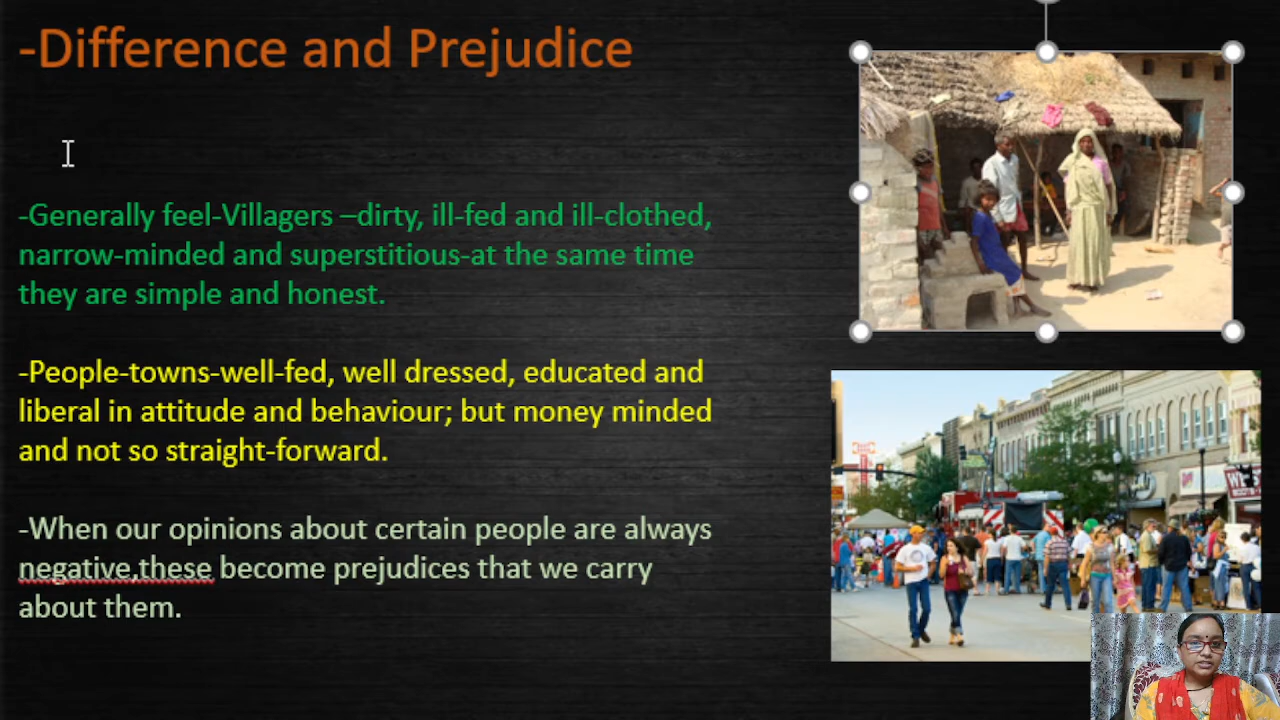 -Difference and Prejudice
-Generally feel-Villagers –dirty, ill-fed and ill-clothed,
narrow-minded and superstitious-at the same time
they are simple and honest.
-People-towns-well-fed, well dressed, educated and
liberal in attitude and behaviour; but money minded
and not so straight-forward.
-When our opinions about certain people are always
negative,these become prejudices that we carry
about them.